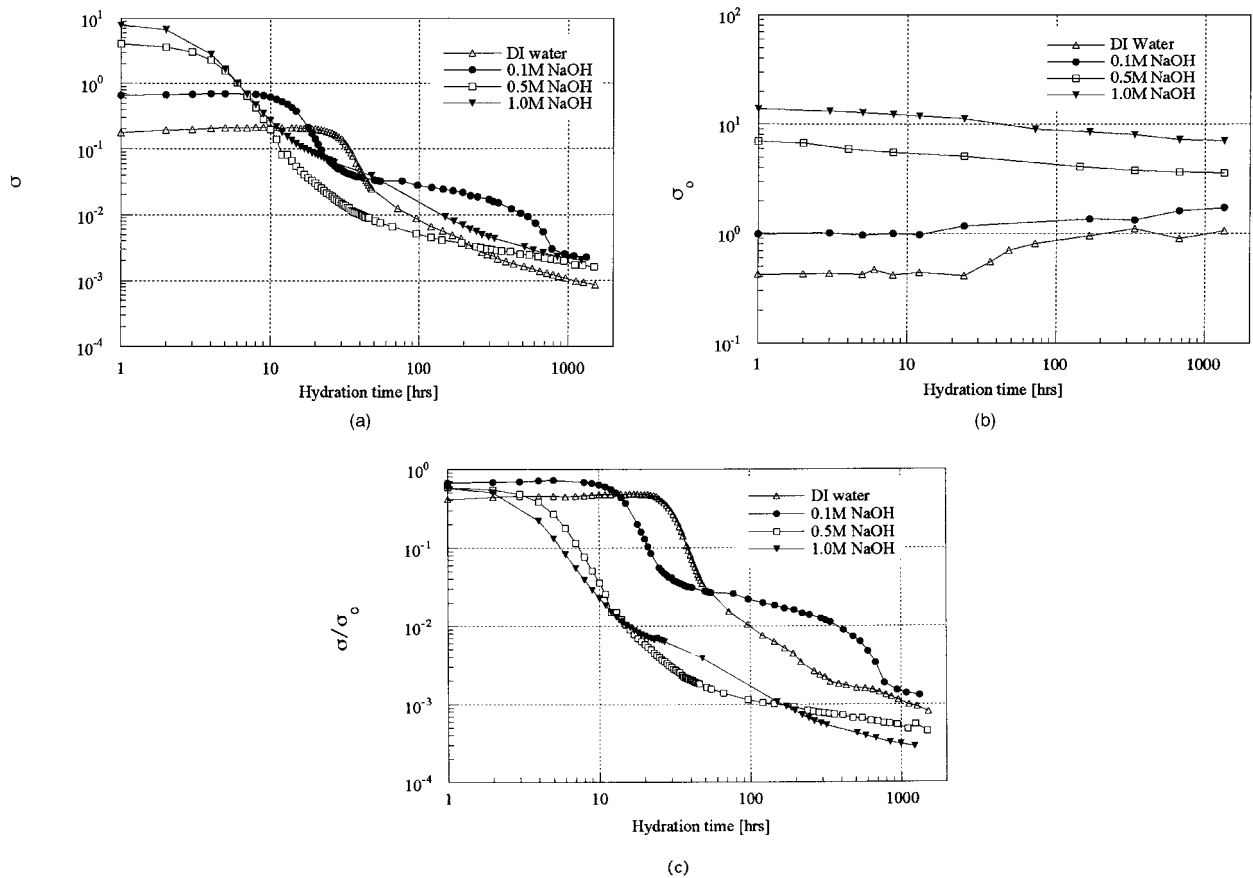 10^1
10^0
10^-1
10^-2
10^-3
10^-4
σ
DI water
0.1M NaOH
0.5M NaOH
1.0M NaOH
1
10
100
1000
Hydration time [hrs]
(a)
10^2
10^1
10^0
10^-1
σ_o
DI Water
0.1M NaOH
0.5M NaOH
1.0M NaOH
1
10
100
1000
Hydration time [hrs]
(b)
10^0
10^-1
10^-2
10^-3
10^-4
σ/σ_o
DI water
0.1M NaOH
0.5M NaOH
1.0M NaOH
1
10
100
1000
Hydration time [hrs]
(c)